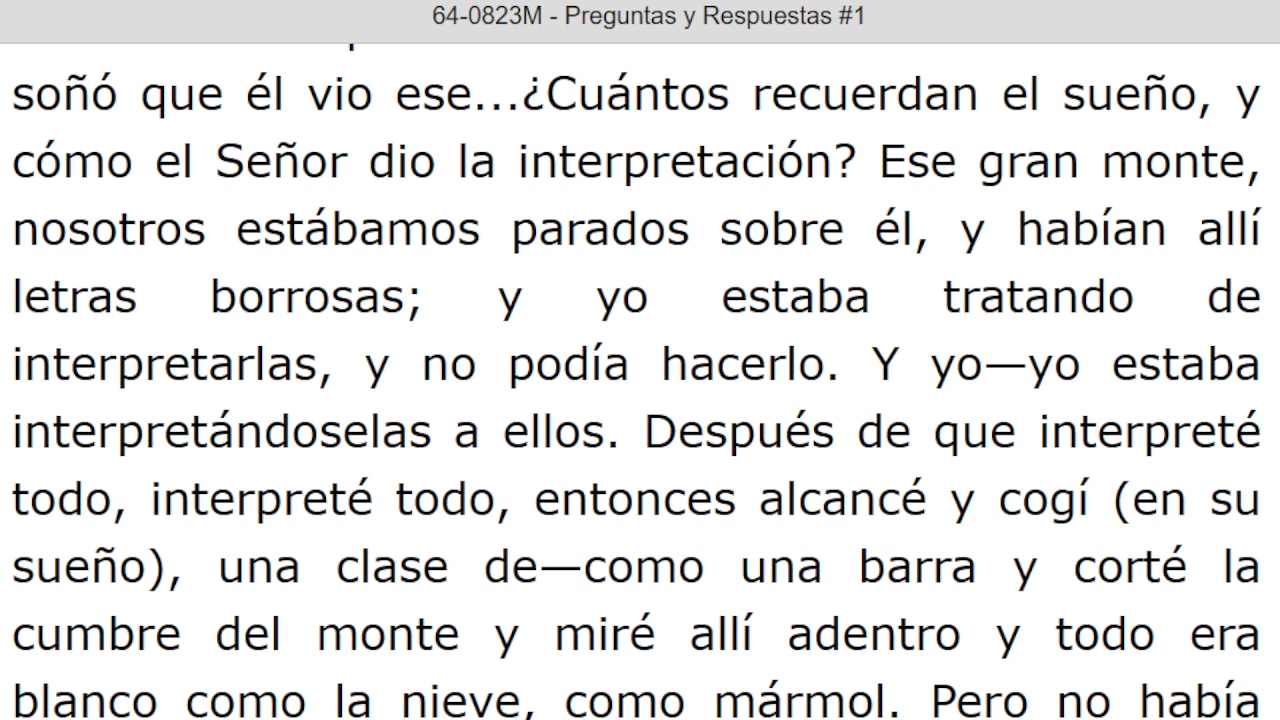 64-0823M - Preguntas y Respuestas #1
soñó que él vio ese...¿Cuántos recuerdan el sueño, y
cómo el Señor dio la interpretación? Ese gran monte,
nosotros estábamos parados sobre él, y habían allí
letras borrosas; y yo estaba tratando de
interpretarlas, y no podía hacerlo. Y yo—yo estaba
interpretándoselas a ellos. Después de que interpreté
todo, interpreté todo, entonces alcancé y cogí (en su
sueño), una clase de—como una barra y corté la
cumbre del monte y miré allí adentro y todo era
blanco como la nieve, como mármol. Pero no había